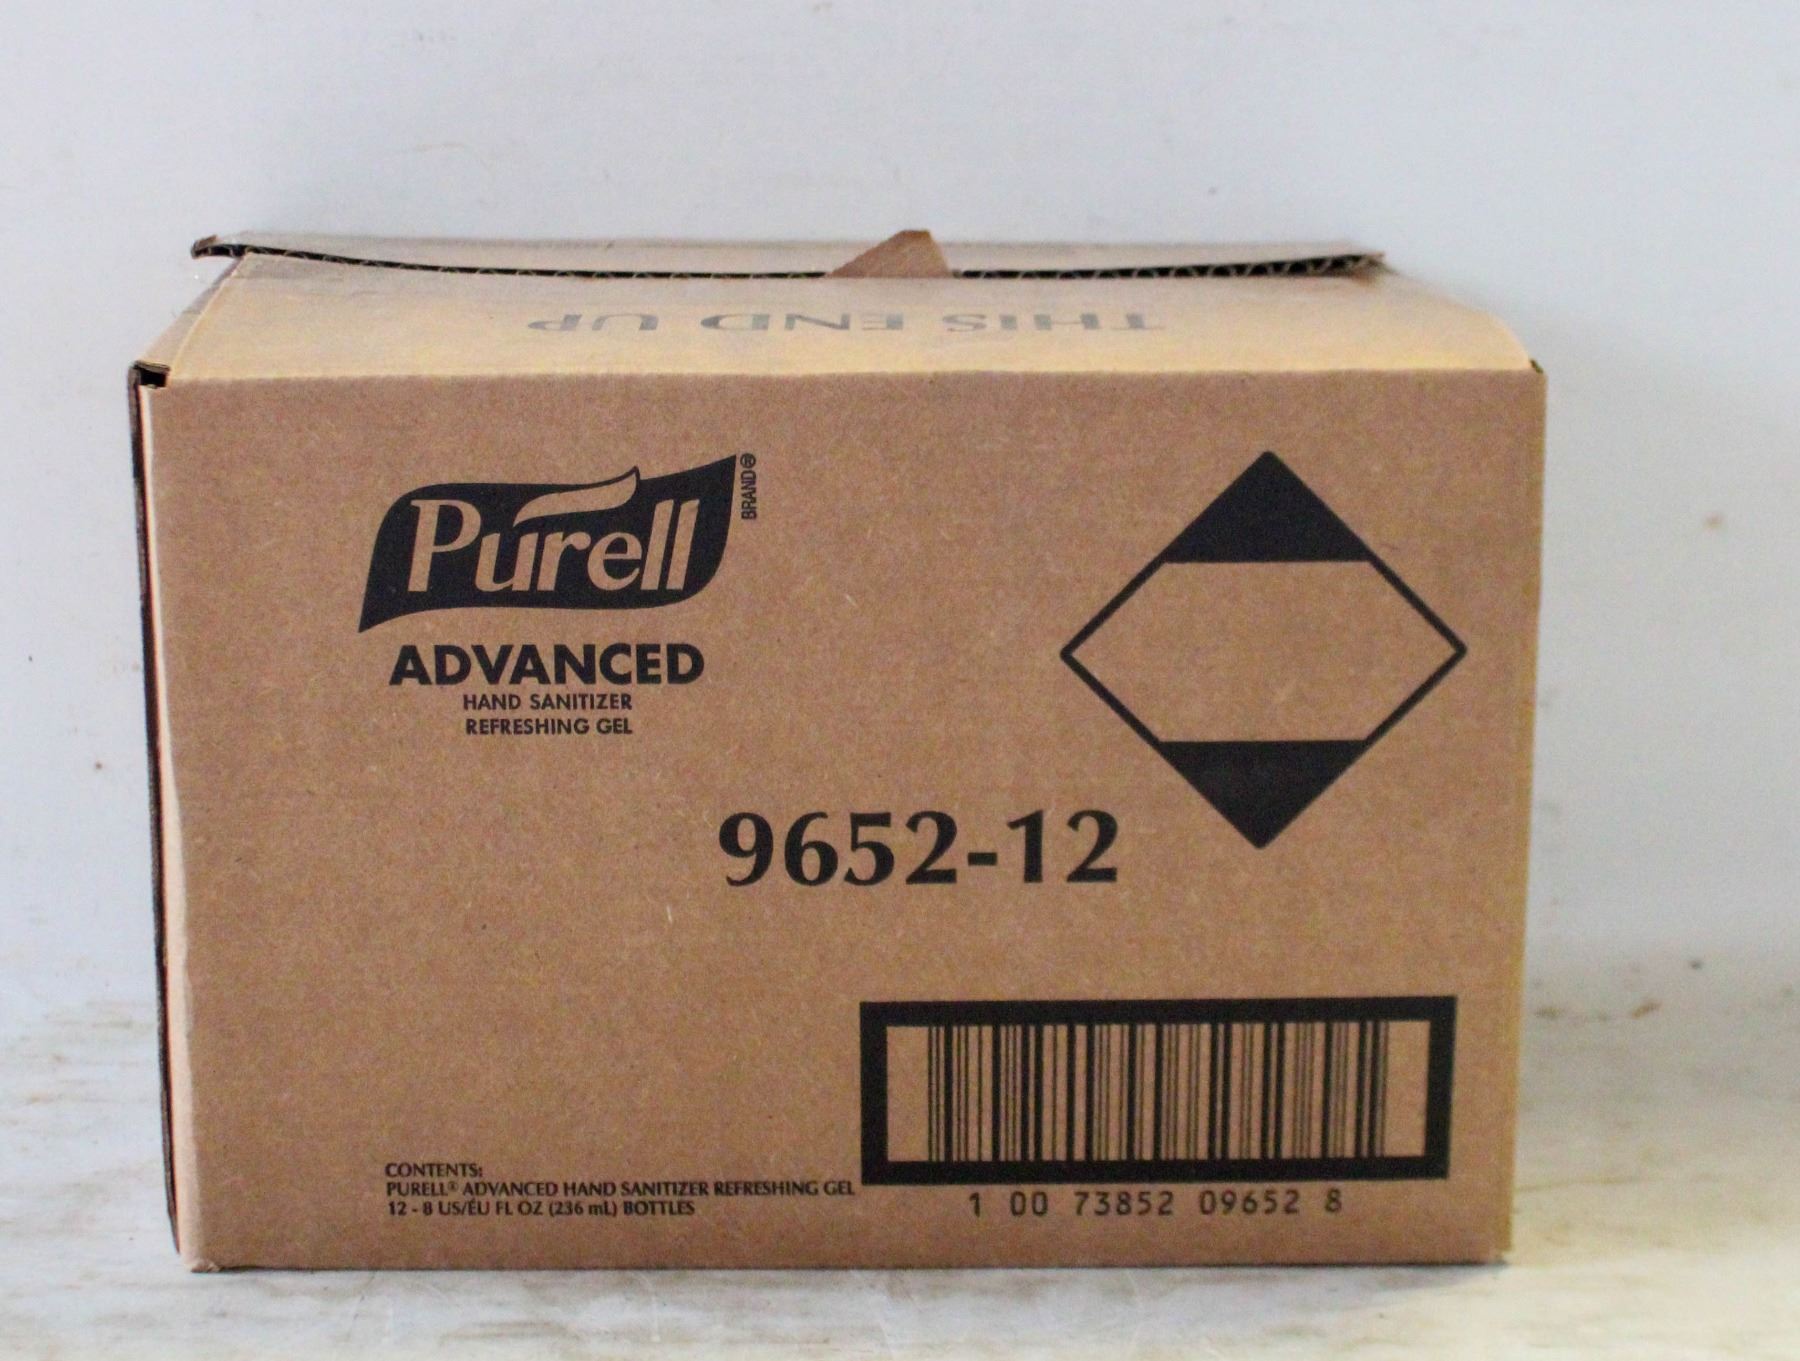 THIS END UP
Purell BRAND®
ADVANCED
HAND SANITIZER
REFRESHING GEL
9652-12
CONTENTS:
PURELL® ADVANCED HAND SANITIZER REFRESHING GEL
12 - 8 US/ÉU FL OZ (236 mL) BOTTLES
1 00 73852 09652 8